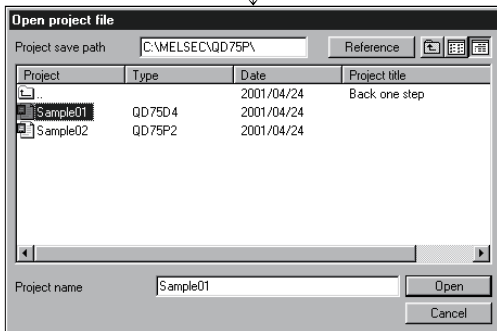 Open project file
Project save path C:\MELSEC\QD75P\ Reference
Project Type Date Project title
.. 2001/04/24 Back one step
Sample01 QD75D4 2001/04/24
Sample02 QD75P2 2001/04/24
Project name Sample01 Open
Cancel